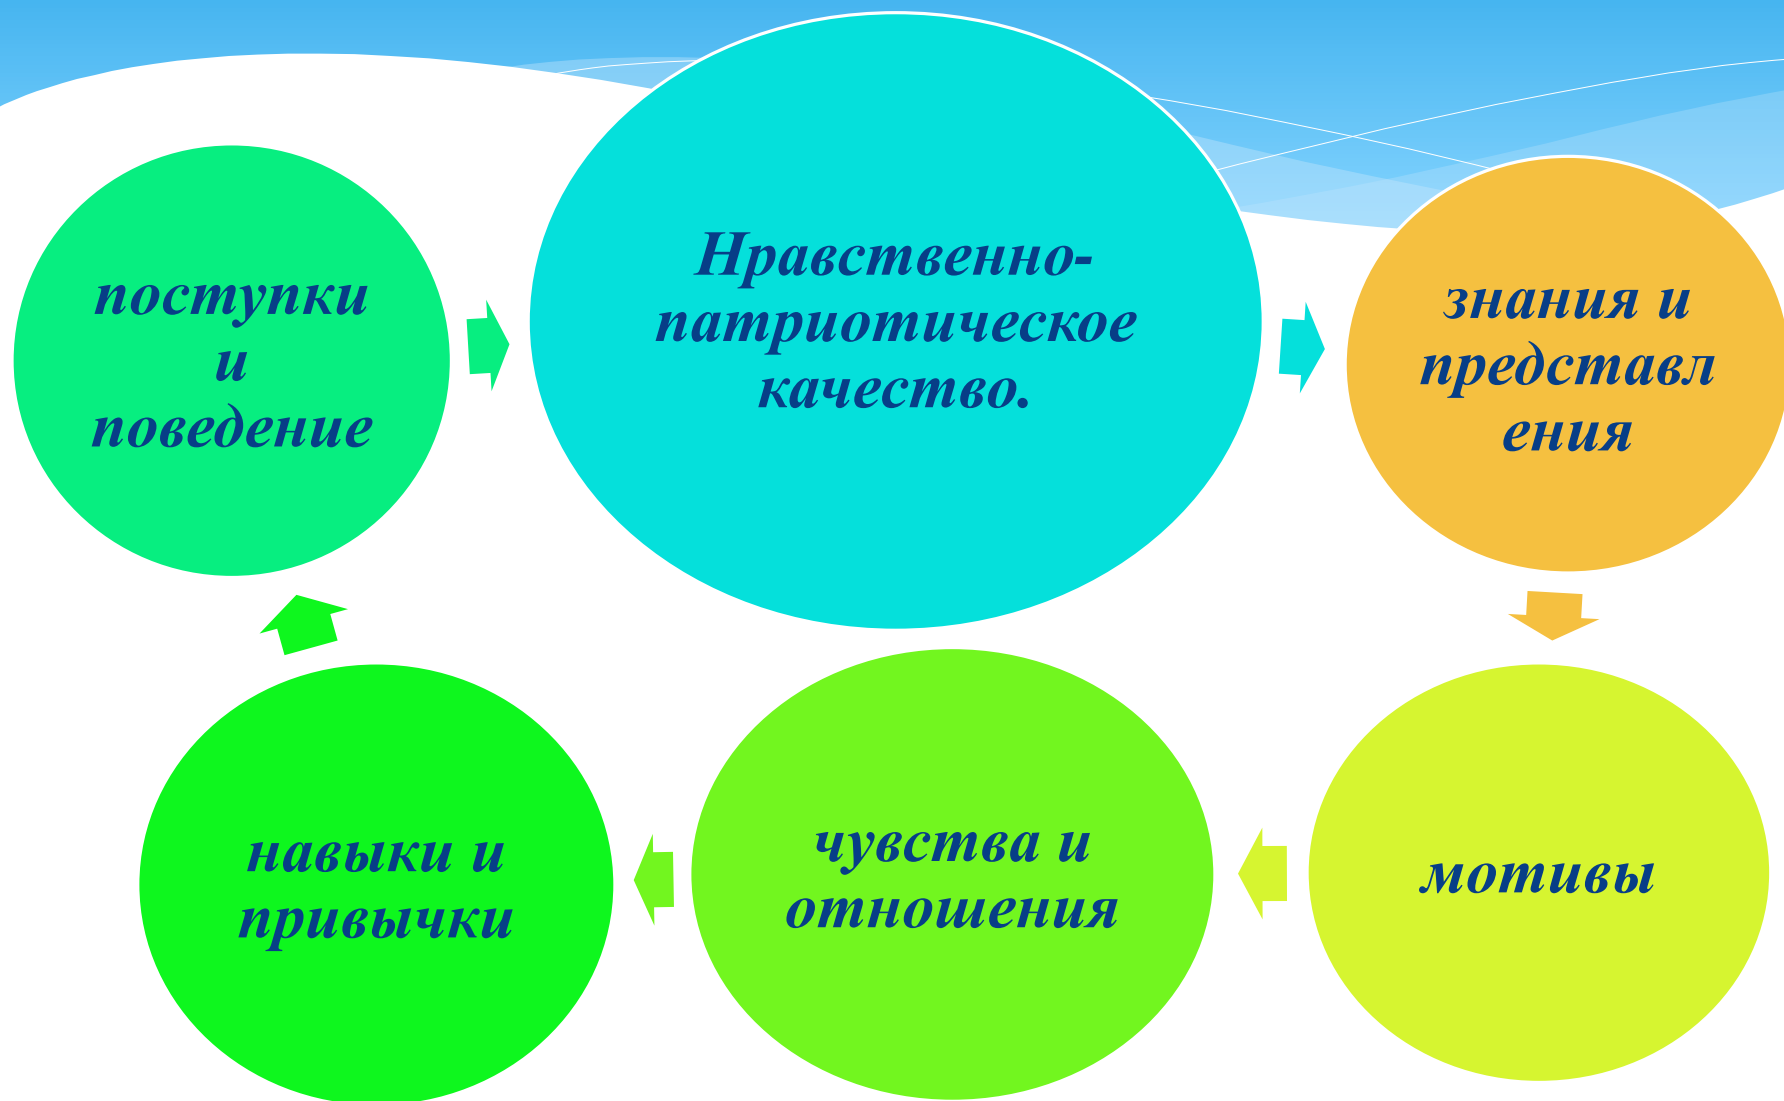 Нравственно-
патриотическое
качество.
знания и
представл
ения
мотивы
чувства и
отношения
навыки и
привычки
поступки
и
поведение